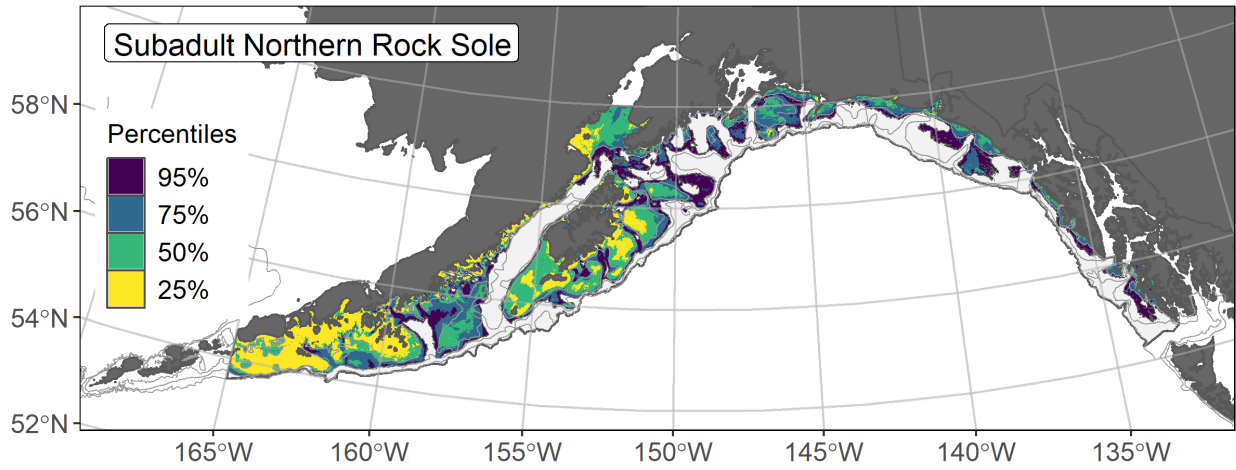 Subadult Northern Rock Sole
Percentiles
95%
75%
50%
25%
58°N
56°N
54°N
52°N
165°W 160°W 155°W 150°W 145°W 140°W 135°W